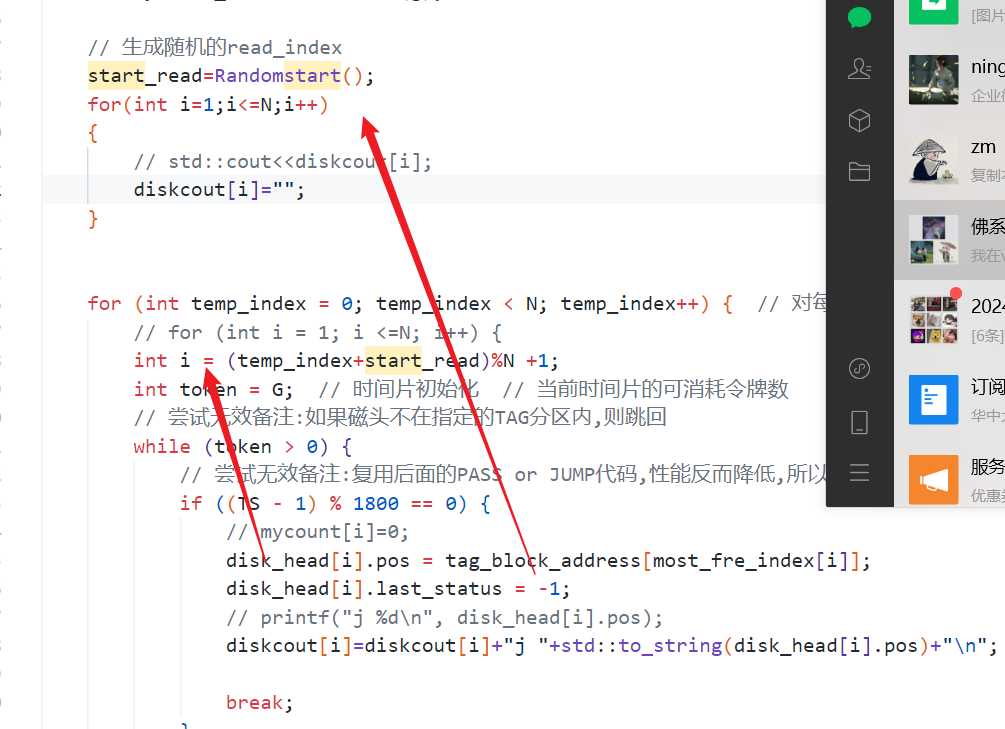 // 生成随机的read_index
start_read=Randomstart();
for(int i=1;i<=N;i++)
{
// std::cout<<diskcout[i];
diskcout[i]="";
}
for (int temp_index = 0; temp_index < N; temp_index++) { // 对每
// for (int i = 1; i <=N; i++) {
int i = (temp_index+start_read)%N +1;
int token = G; // 时间片初始化 // 当前时间片的可消耗令牌数
// 尝试无效备注:如果磁头不在指定的TAG分区内,则跳回
while (token > 0) {
// 尝试无效备注:复用后面的PASS or JUMP代码,性能反而降低,所以
if ((TS - 1) % 1800 == 0) {
// mycount[i]=0;
disk_head[i].pos = tag_block_address[most_fre_index[i]];
disk_head[i].last_status = -1;
// printf("j %d\n", disk_head[i].pos);
diskcout[i]=diskcout[i]+"j "+std::to_string(disk_head[i].pos)+"\n";
break;
[图片
ning
企业
zm
复制
佛系
我在
202
[6条]
订阅
华中
服务
优惠